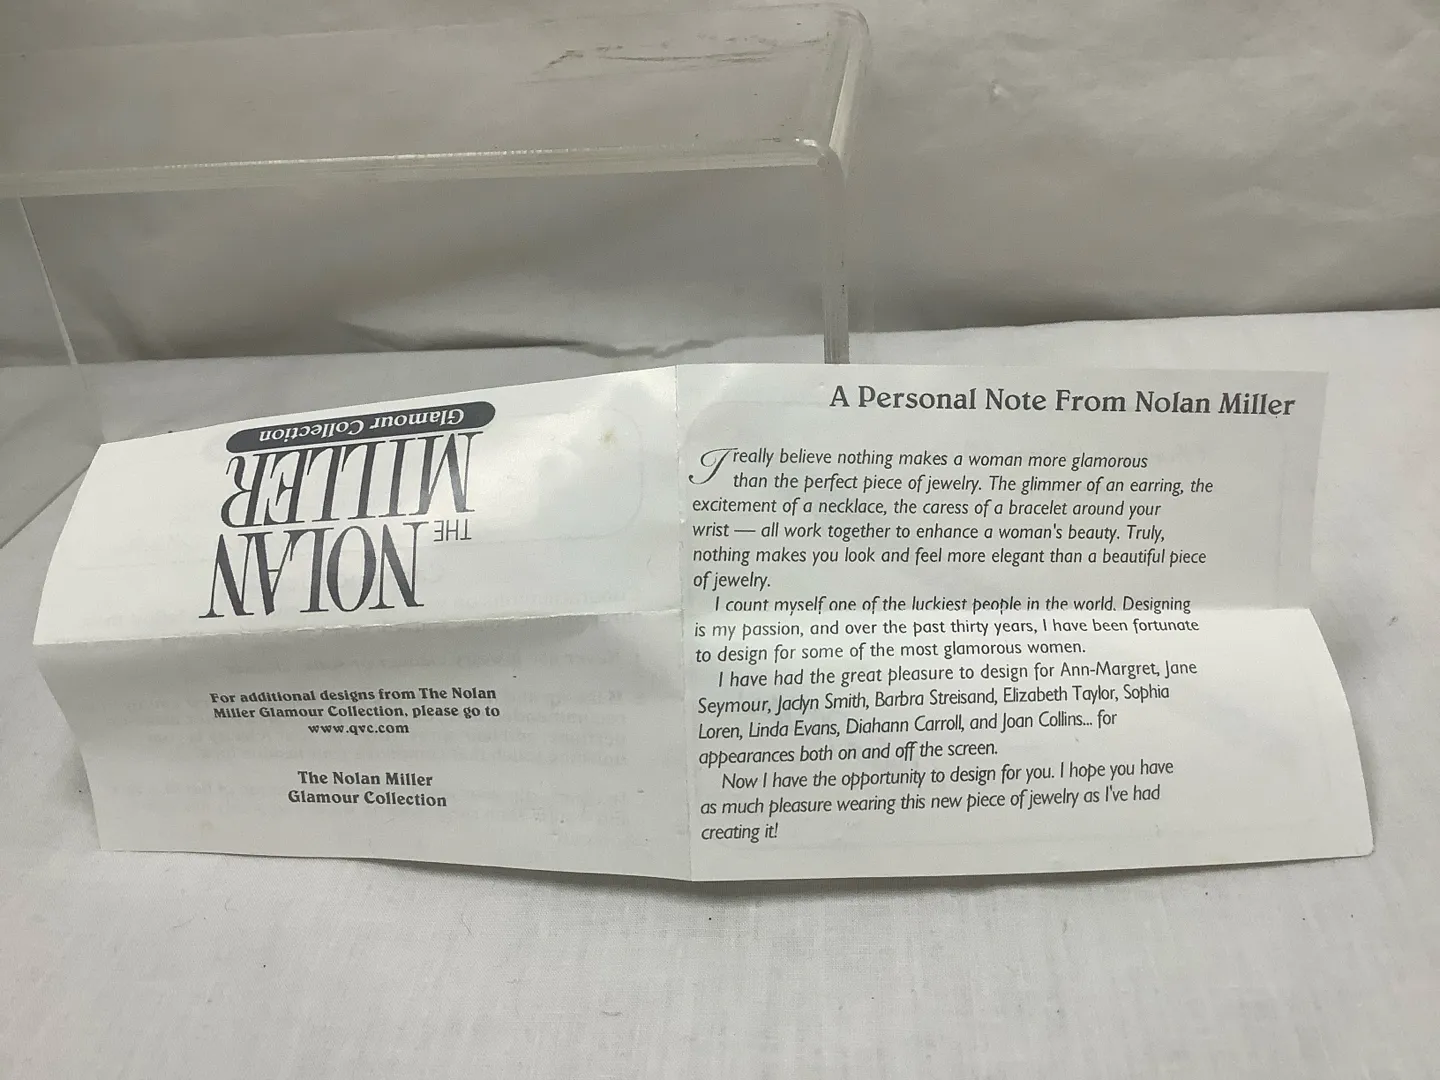 THE
NOLAN
MILLER
Glamour Collection
For additional designs from The Nolan
Miller Glamour Collection, please go to
www.qvc.com
The Nolan Miller
Glamour Collection
A Personal Note From Nolan Miller
I really believe nothing makes a woman more glamorous
than the perfect piece of jewelry. The glimmer of an earring, the
excitement of a necklace, the caress of a bracelet around your
wrist — all work together to enhance a woman's beauty. Truly,
nothing makes you look and feel more elegant than a beautiful piece
of jewelry.
I count myself one of the luckiest people in the world. Designing
is my passion, and over the past thirty years, I have been fortunate
to design for some of the most glamorous women.
I have had the great pleasure to design for Ann-Margret, Jane
Seymour, Jaclyn Smith, Barbra Streisand, Elizabeth Taylor, Sophia
Loren, Linda Evans, Diahann Carroll, and Joan Collins... for
appearances both on and off the screen.
Now I have the opportunity to design for you. I hope you have
as much pleasure wearing this new piece of jewelry as I've had
creating it!